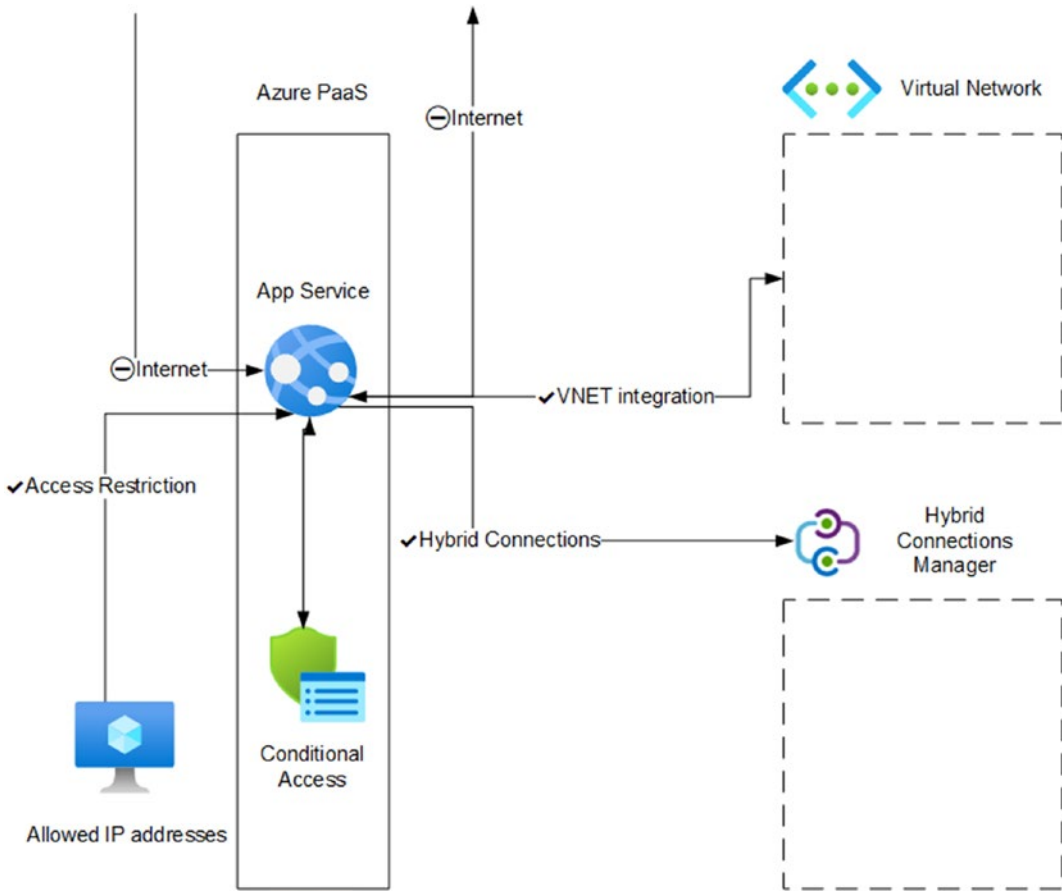 Azure PaaS
Internet
Virtual Network
App Service
Internet
VNET integration
Access Restriction
Hybrid Connections
Hybrid
Connections
Manager
Conditional
Access
Allowed IP addresses